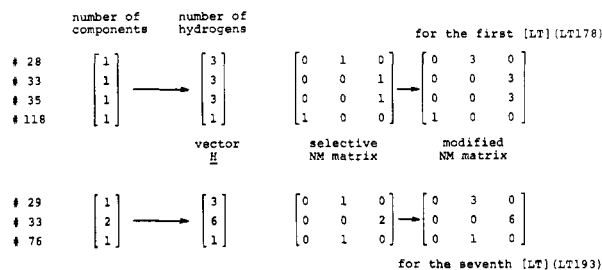 number of number of
components hydrogens
for the first [LT](LT178)
# 28 1 3 0 1 0 0 3 0
# 33 1 3 0 0 1 0 0 3
# 35 1 3 0 0 1 0 0 3
#118 1 1 1 0 0 1 0 0
vector selective modified
H NM matrix NM matrix
# 29 1 3 0 1 0 0 3 0
# 33 2 6 0 0 2 0 0 6
# 76 1 1 0 1 0 0 1 0
for the seventh [LT](LT193)